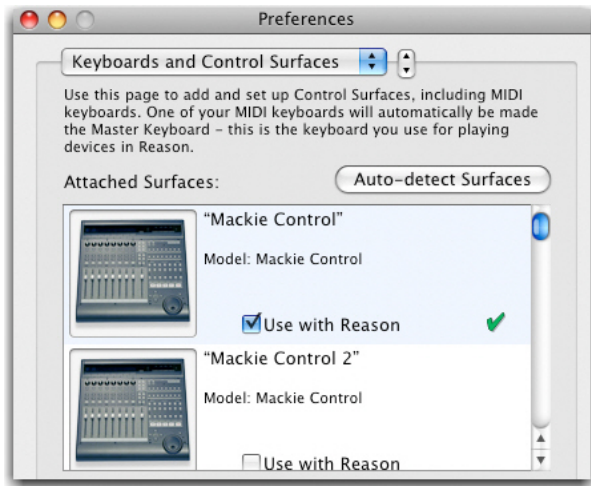 Preferences
Keyboards and Control Surfaces
Use this page to add and set up Control Surfaces, including MIDI
keyboards. One of your MIDI keyboards will automatically be made
the Master Keyboard – this is the keyboard you use for playing
devices in Reason.
Attached Surfaces:
Auto-detect Surfaces
“Mackie Control”
Model: Mackie Control
Use with Reason
“Mackie Control 2”
Model: Mackie Control
Use with Reason